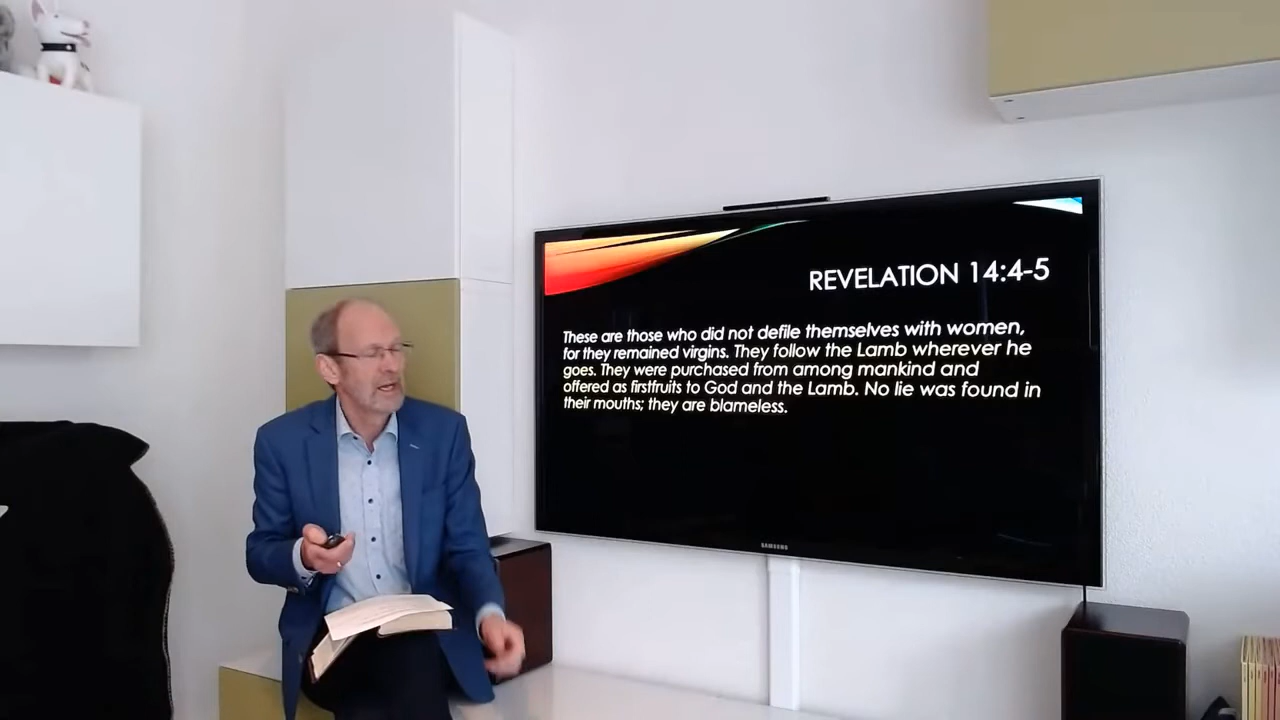 REVELATION 14:4-5
These are those who did not defile themselves with women,
for they remained virgins. They follow the Lamb wherever he
goes. They were purchased from among mankind and
offered as firstfruits to God and the Lamb. No lie was found in
their mouths; they are blameless.
SAMSUNG